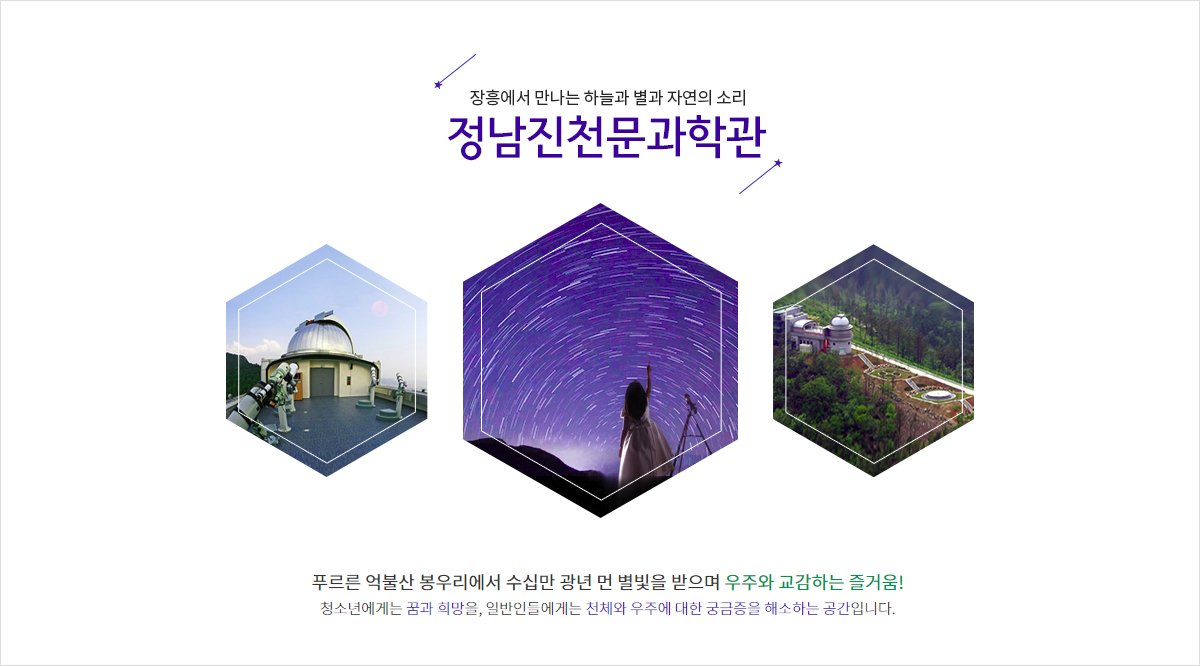 장흥에서 만나는 하늘과 별과 자연의 소리
정남진천문과학관
푸르른 억불산 봉우리에서 수십만 광년 먼 별빛을 받으며 우주와 교감하는 즐거움!
청소년에게는 꿈과 희망을, 일반인들에게는 천체와 우주에 대한 궁금증을 해소하는 공간입니다.